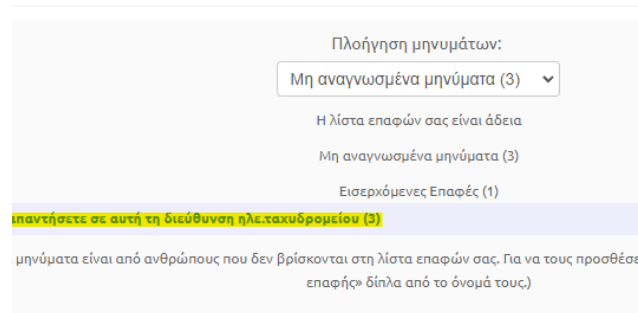 Πλοήγηση μηνυμάτων:
Μη αναγνωσμένα μηνύματα (3)
Η λίστα επαφών σας είναι άδεια
Μη αναγνωσμένα μηνύματα (3)
Εισερχόμενες Επαφές (1)
απαντήσετε σε αυτή τη διεύθυνση ηλε.ταχυδρομείου (3)
μηνύματα είναι από ανθρώπους που δεν βρίσκονται στη λίστα επαφών σας. Για να τους προσθέσε
επαφής» δίπλα από το όνομά τους.)